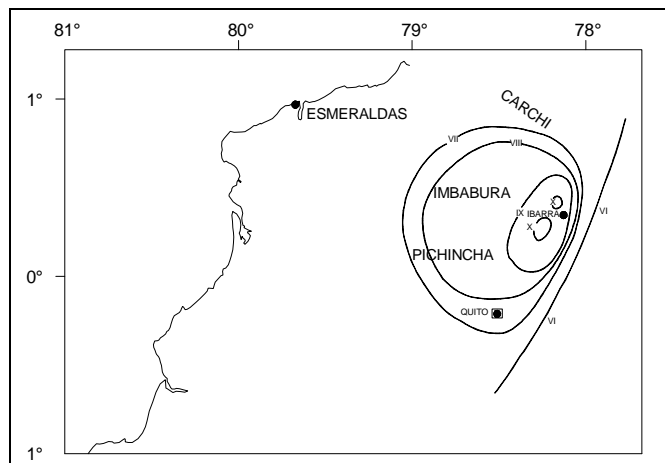 81°
80°
79°
78°
1°
ESMERALDAS
CARCHI
VII
VIII
IMBABURA
X
IX
IBARRA
VI
X
PICHINCHA
0°
QUITO
VI
1°